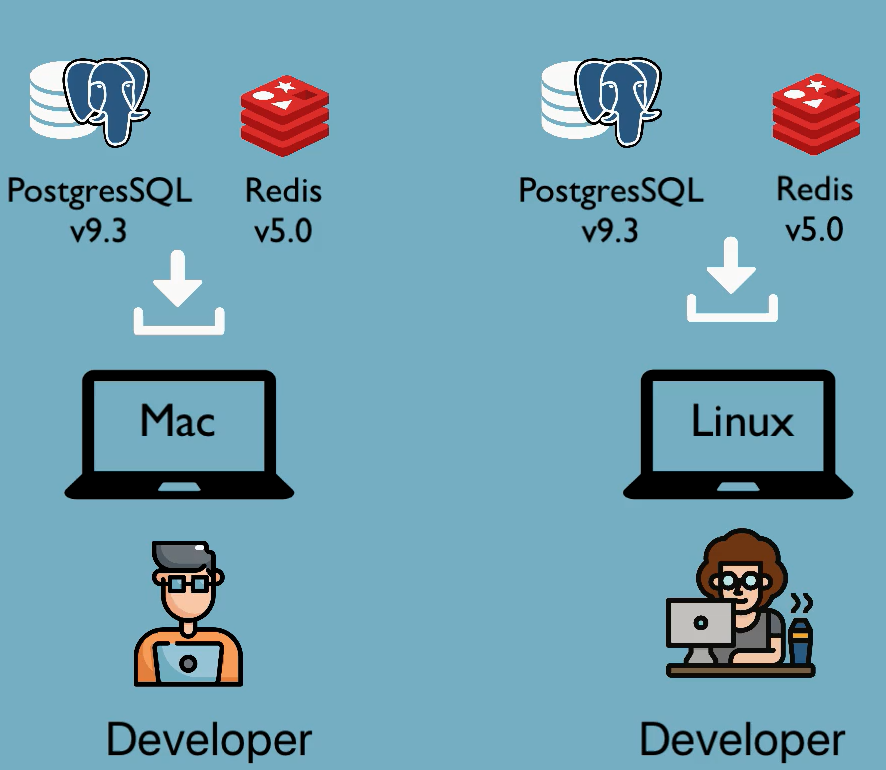 PostgresSQL
v9.3
Redis
v5.0
PostgresSQL
v9.3
Redis
v5.0
Mac
Linux
Developer
Developer